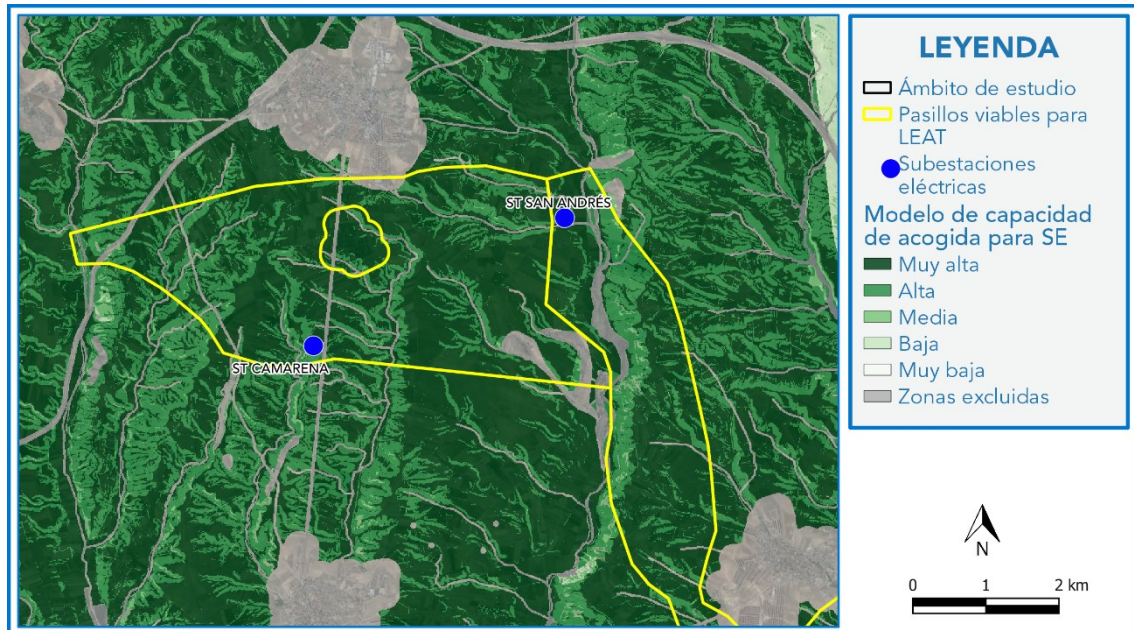 ST SAN ANDRÉS
ST CAMARENA
LEYENDA
Ámbito de estudio
Pasillos viables para
LEAT
Subestaciones
eléctricas
Modelo de capacidad
de acogida para SE
Muy alta
Alta
Media
Baja
Muy baja
Zonas excluidas
N
0 1 2 km